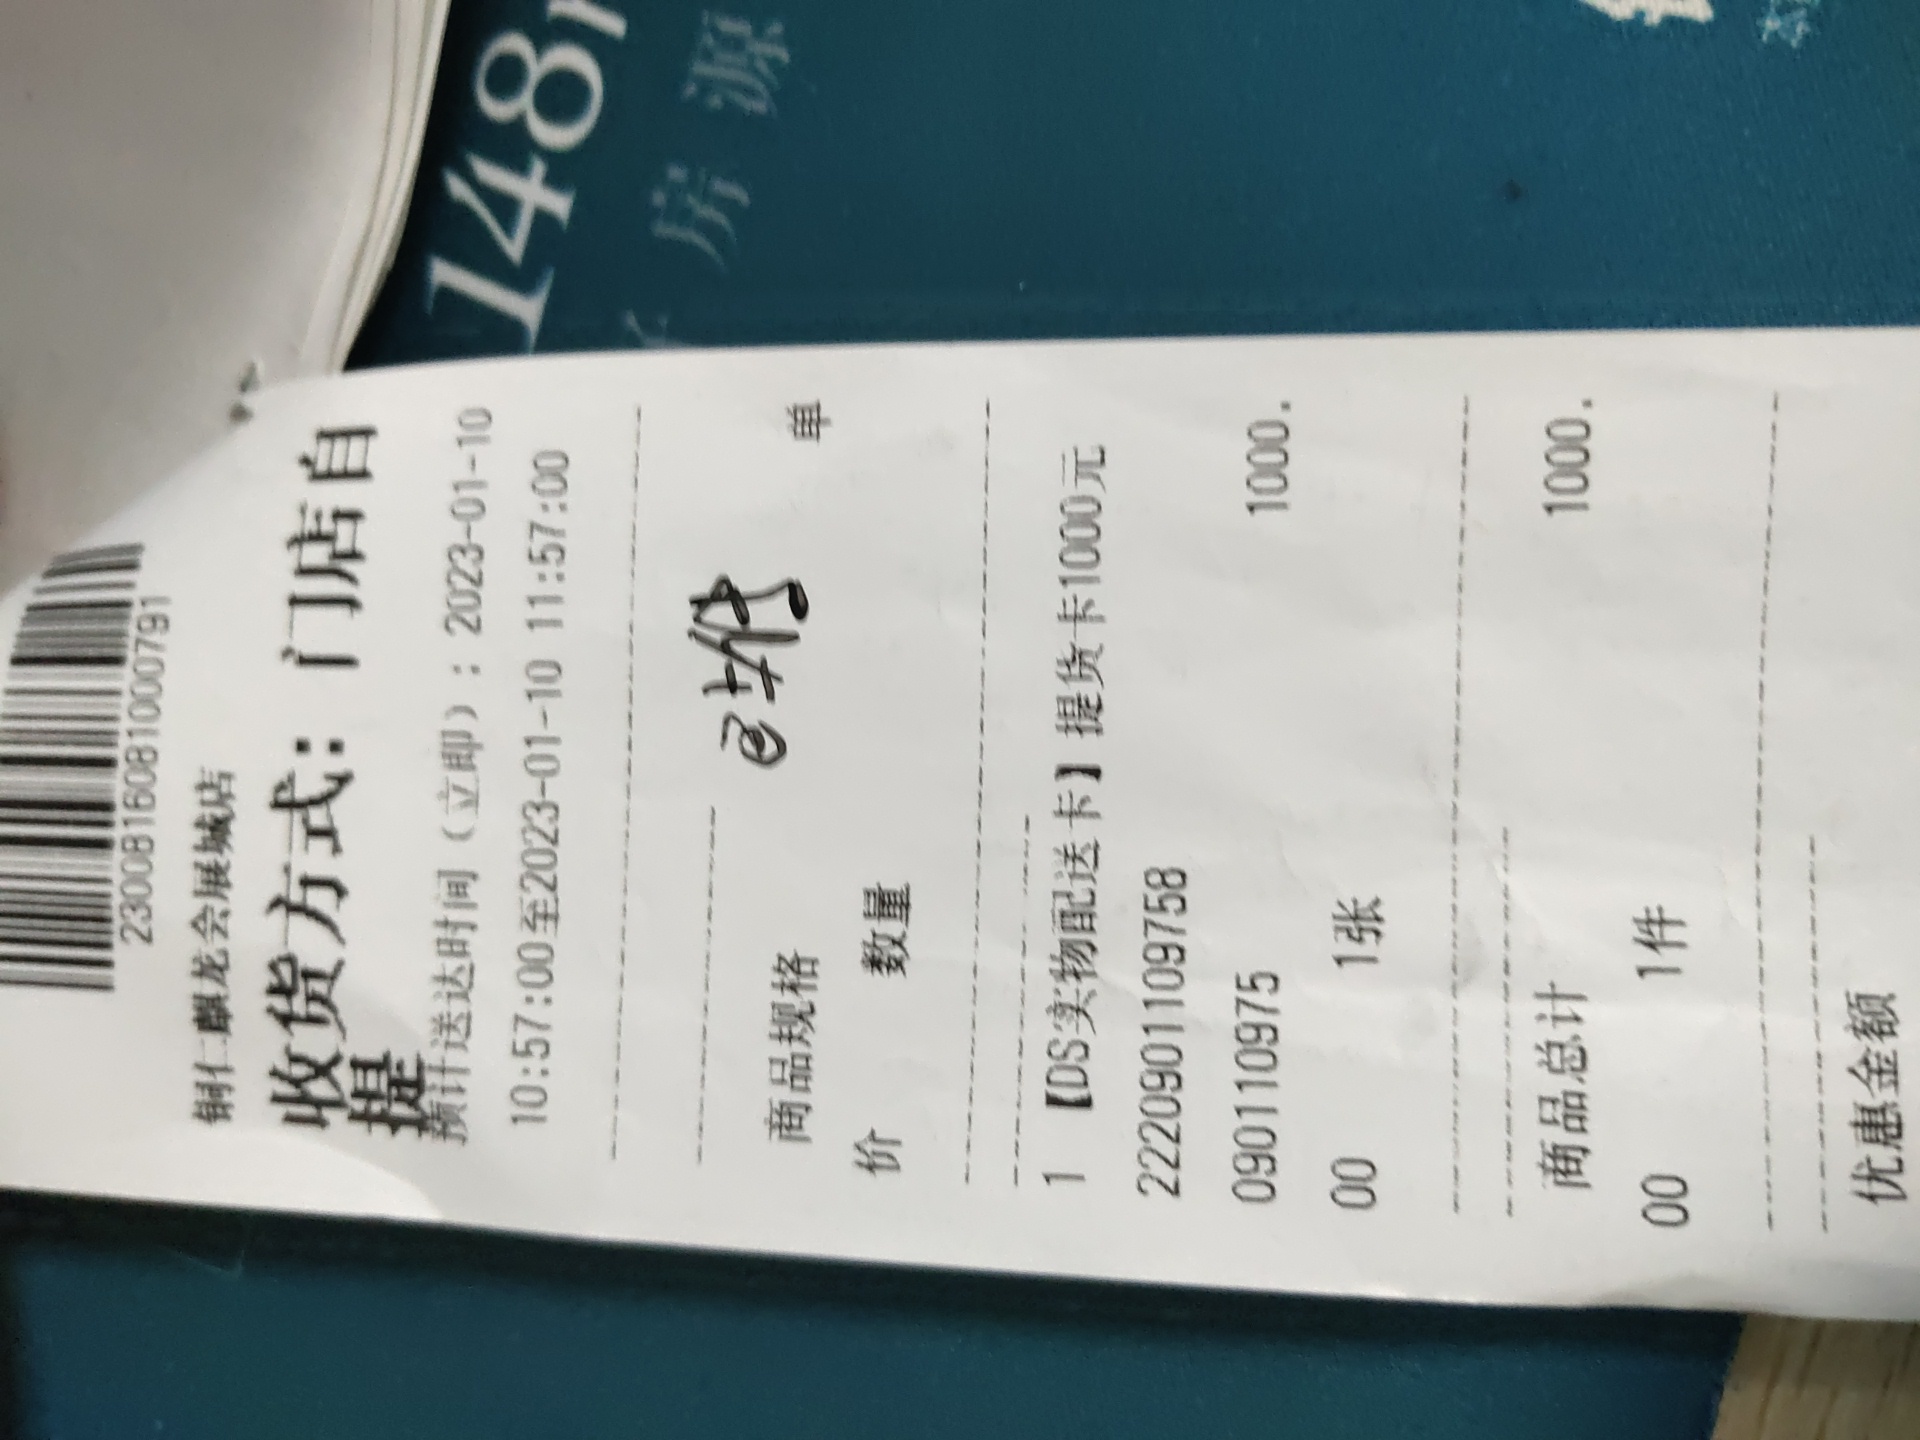 2300816081000791
铜仁麒龙会展城店
收货方式：门店自
提
预计送达时间（立即）：2023-01-10
10:57:00至2023-01-10 11:57:00
商品规格 单
价 数量
1 【DS实物配送卡】提货卡1000元
2220901109758
090110975 1000.
00 1张
商品总计 1000.
00 1件
优惠金额
148
房源